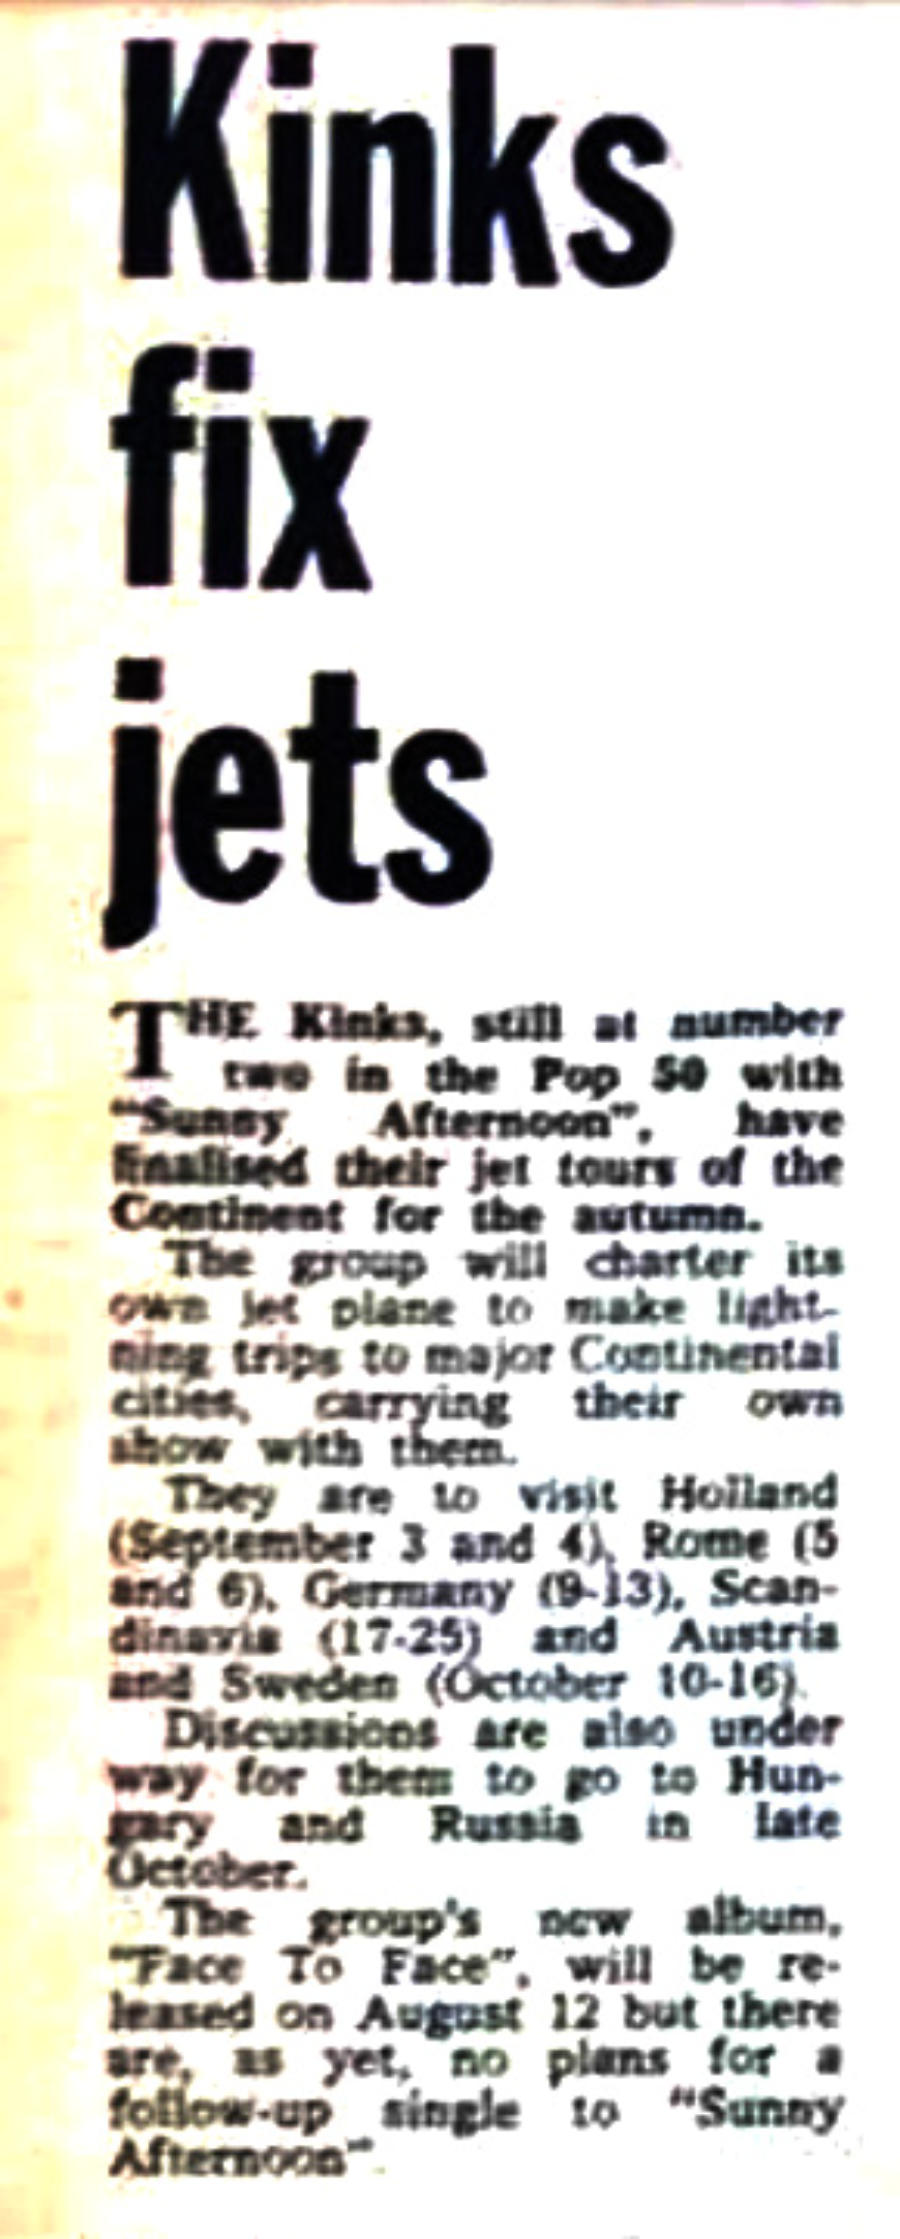 Kinks
fix
jets
THE Kinks, still at number
two in the Pop 50 with
"Sunny Afternoon", have
finalised their jet tours of the
Continent for the autumn.
The group will charter its
own jet plane to make light-
ning trips to major Continental
cities, carrying their own
show with them.
They are to visit Holland
(September 3 and 4), Rome (5
and 6), Germany (9-13), Scan-
dinavia (17-25) and Austria
and Sweden (October 10-16).
Discussions are also under
way for them to go to Hun-
gary and Russia in late
October.
The group's new album,
"Face To Face", will be re-
leased on August 12 but there
are, as yet, no plans for a
follow-up single to "Sunny
Afternoon".